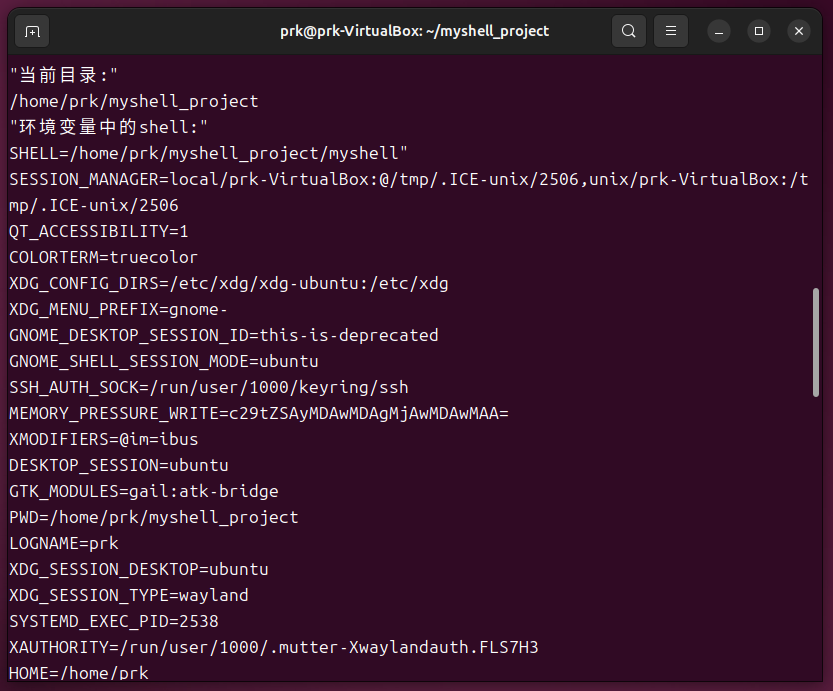 prk@prk-VirtualBox: ~/myshell_project
"当前目录:"
/home/prk/myshell_project
"环境变量中的shell:"
SHELL=/home/prk/myshell_project/myshell"
SESSION_MANAGER=local/prk-VirtualBox:@/tmp/.ICE-unix/2506,unix/prk-VirtualBox:/t
mp/.ICE-unix/2506
QT_ACCESSIBILITY=1
COLORTERM=truecolor
XDG_CONFIG_DIRS=/etc/xdg/xdg-ubuntu:/etc/xdg
XDG_MENU_PREFIX=gnome-
GNOME_DESKTOP_SESSION_ID=this-is-deprecated
GNOME_SHELL_SESSION_MODE=ubuntu
SSH_AUTH_SOCK=/run/user/1000/keyring/ssh
MEMORY_PRESSURE_WRITE=c29tZSAyMDAwMDAgMjAwMDAwMAA=
XMODIFIERS=@im=ibus
DESKTOP_SESSION=ubuntu
GTK_MODULES=gail:atk-bridge
PWD=/home/prk/myshell_project
LOGNAME=prk
XDG_SESSION_DESKTOP=ubuntu
XDG_SESSION_TYPE=wayland
SYSTEMD_EXEC_PID=2538
XAUTHORITY=/run/user/1000/.mutter-Xwaylandauth.FLS7H3
HOME=/home/prk